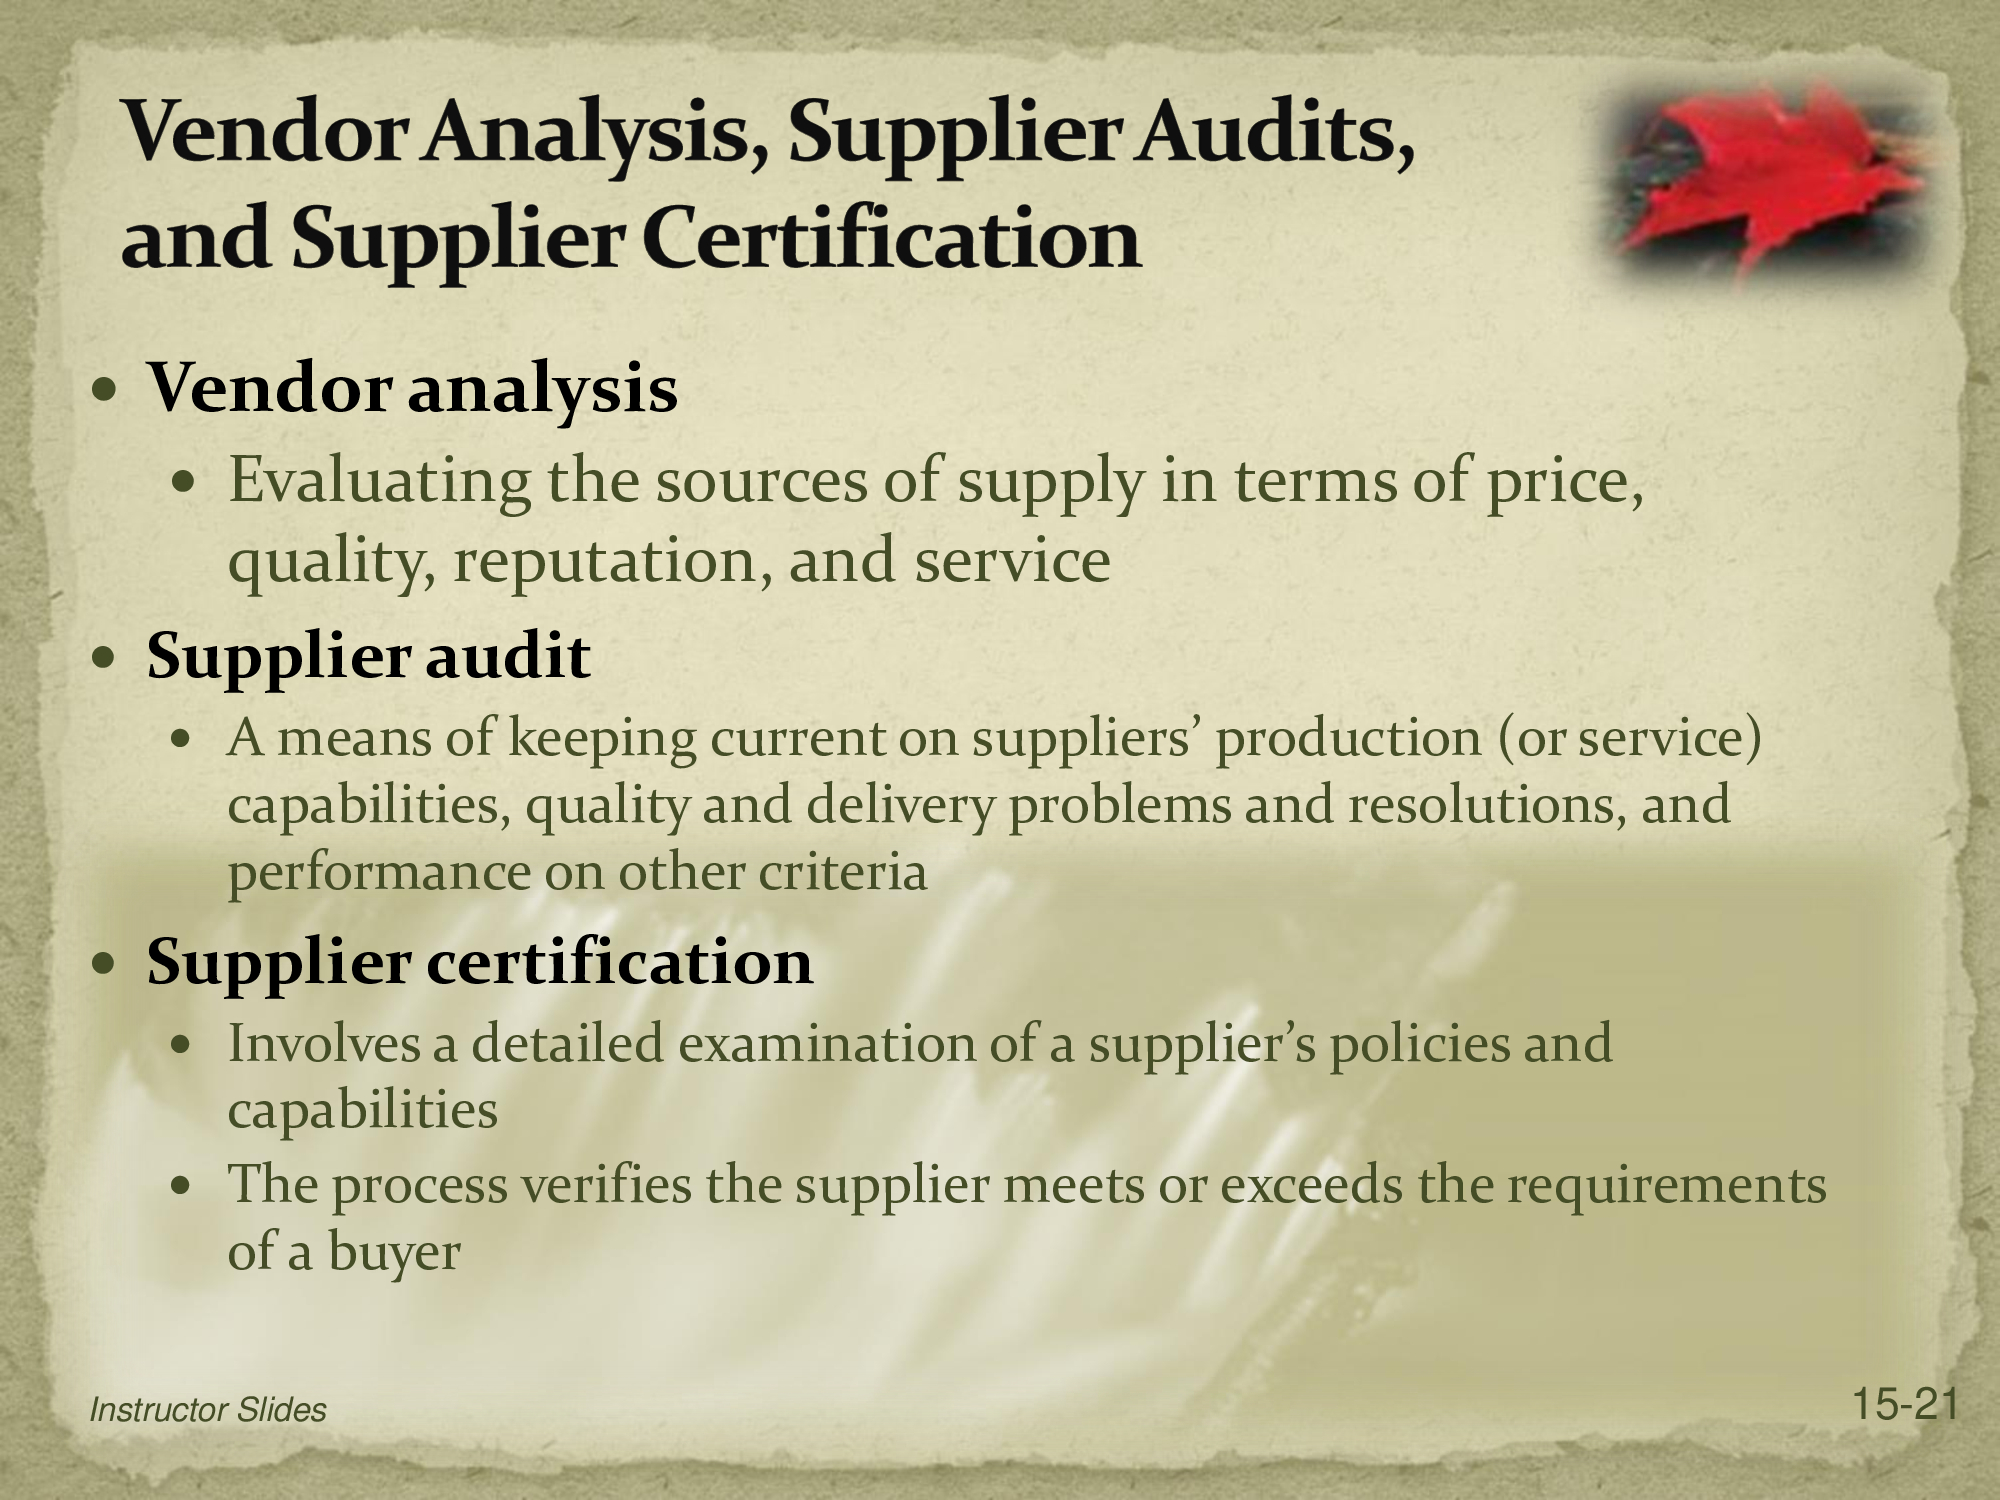 Vendor Analysis, Supplier Audits,
and Supplier Certification
• Vendor analysis
• Evaluating the sources of supply in terms of price,
quality, reputation, and service
• Supplier audit
• A means of keeping current on suppliers’ production (or service)
capabilities, quality and delivery problems and resolutions, and
performance on other criteria
• Supplier certification
• Involves a detailed examination of a supplier’s policies and
capabilities
• The process verifies the supplier meets or exceeds the requirements
of a buyer
Instructor Slides
15-21